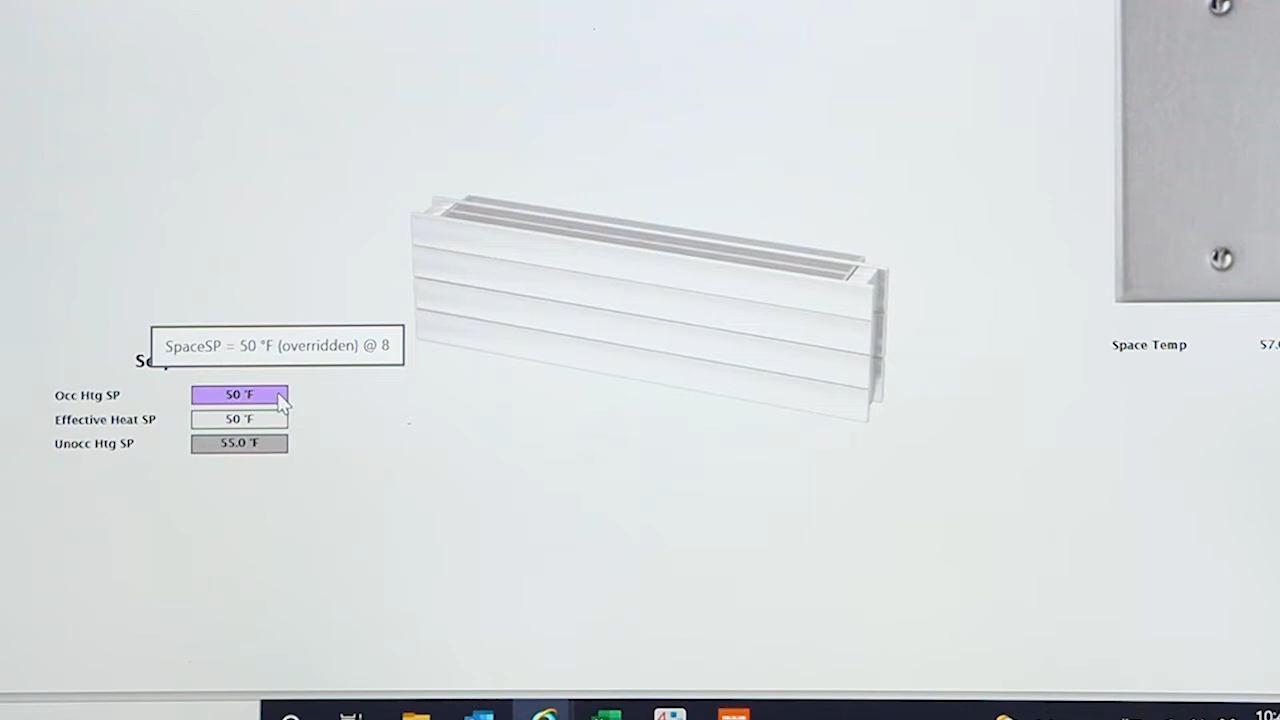 SpaceSP = 50 °F (overridden) @ 8
Occ Htg SP 50 °F
Effective Heat SP 50 °F
Unocc Htg SP 55.0 °F
Space Temp 57.